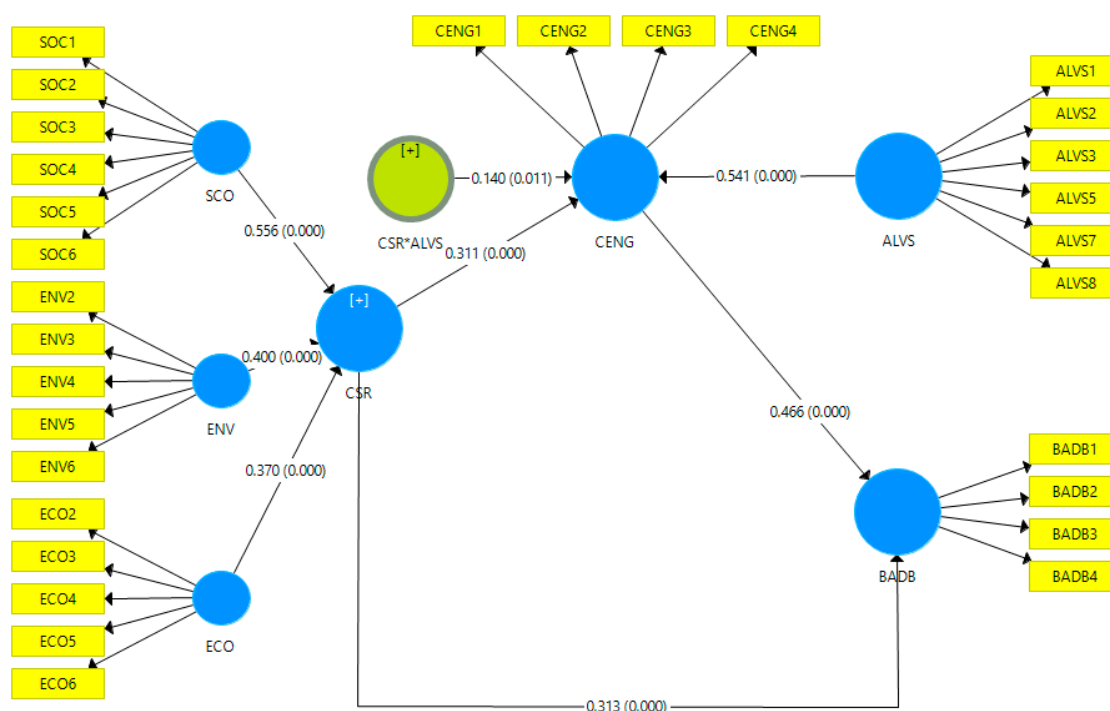 SOC1
SOC2
SOC3
SOC4
SOC5
SOC6
SCO
0.556 (0.000)
ENV2
ENV3
ENV4
ENV5
ENV6
ENV
0.400 (0.000)
ECO2
ECO3
ECO4
ECO5
ECO6
ECO
0.370 (0.000)
[+]
CSR
[+]
CSR*ALVS
0.140 (0.011)
0.311 (0.000)
CENG1
CENG2
CENG3
CENG4
CENG
0.541 (0.000)
ALVS
ALVS1
ALVS2
ALVS3
ALVS5
ALVS7
ALVS8
0.466 (0.000)
BADB
BADB1
BADB2
BADB3
BADB4
0.313 (0.000)